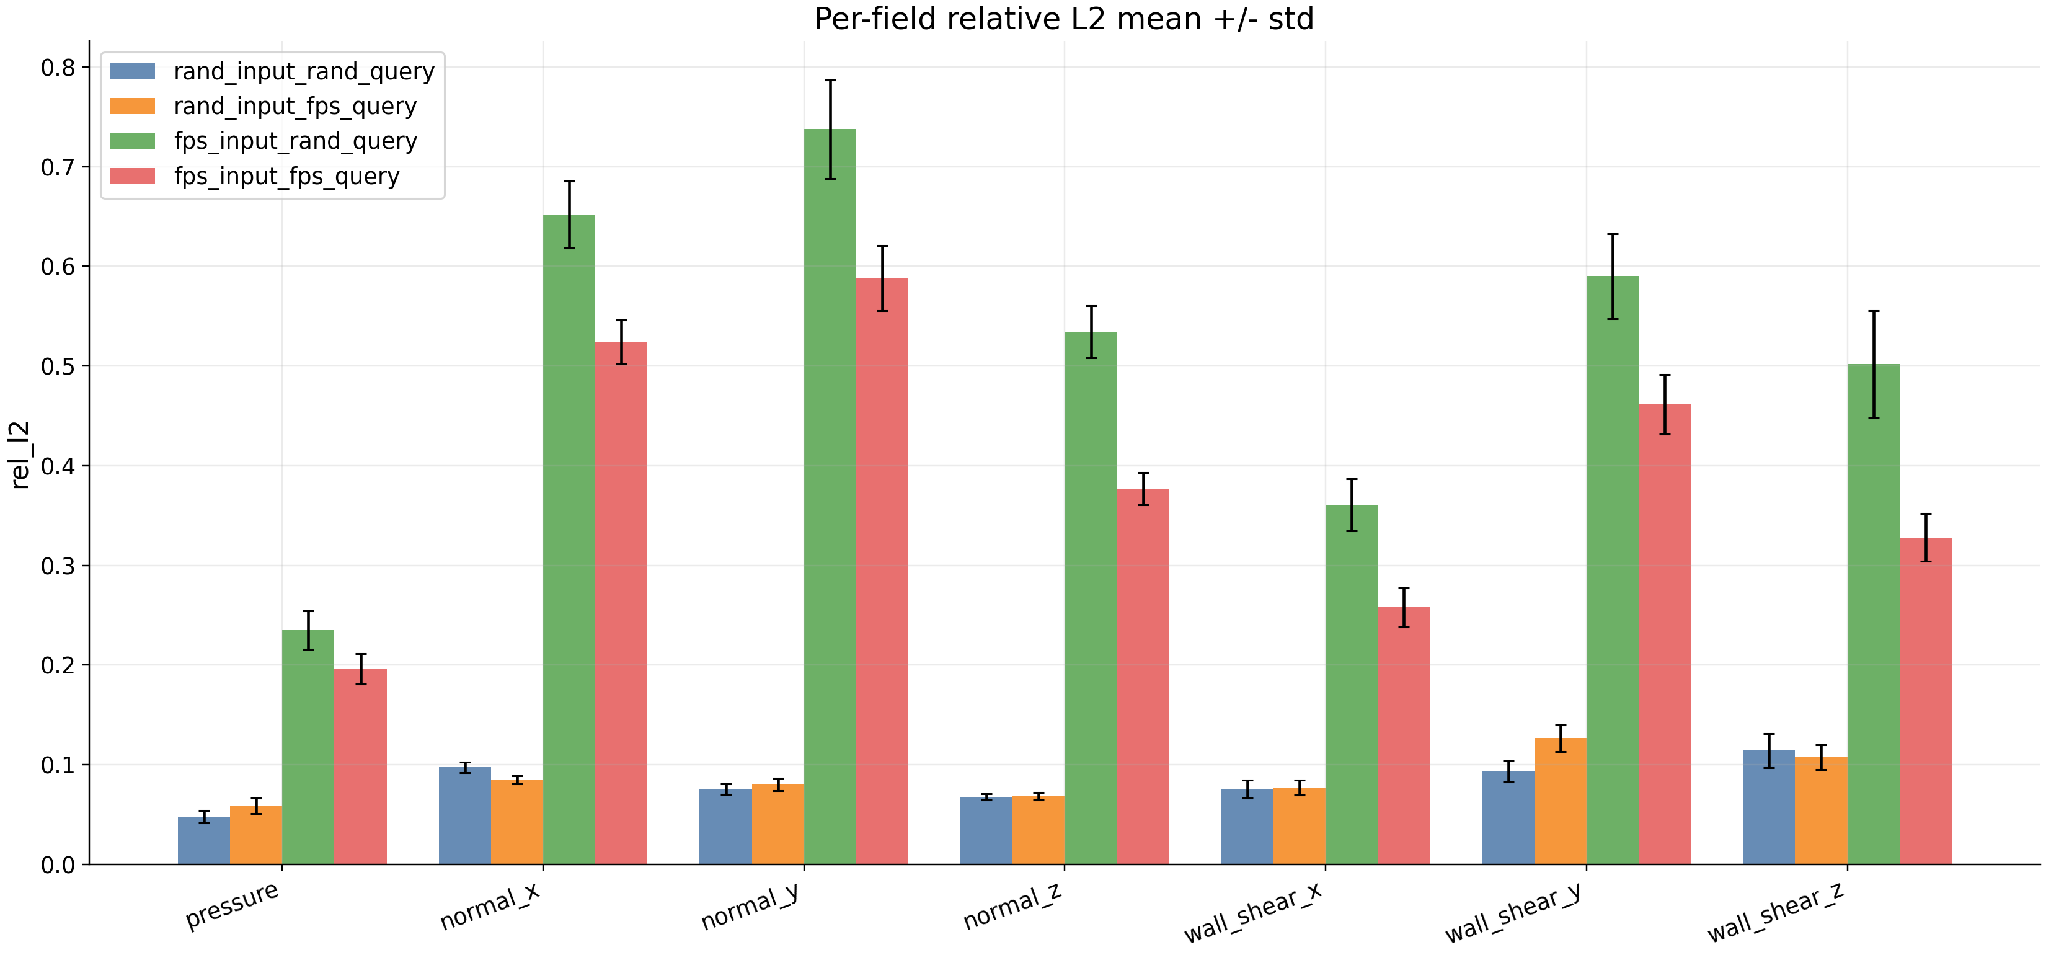 Per-field relative L2 mean +/- std
rand_input_rand_query
rand_input_fps_query
fps_input_rand_query
fps_input_fps_query
rel_l2
0.8
0.7
0.6
0.5
0.4
0.3
0.2
0.1
0.0
pressure
normal_x
normal_y
normal_z
wall_shear_x
wall_shear_y
wall_shear_z